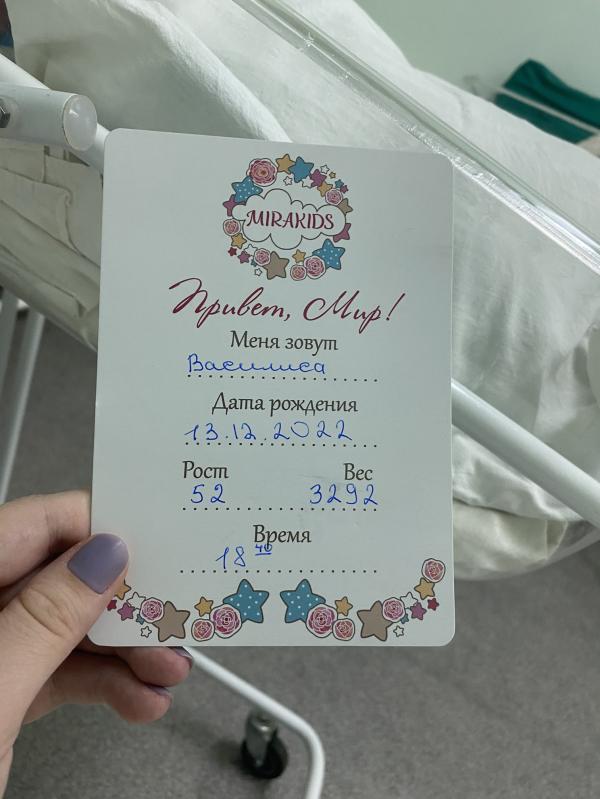 MIRAKIDS
Привет, Мир!
Меня зовут
Василиса
Дата рождения
13.12.2022
Рост Вес
52 3292
Время
18 40